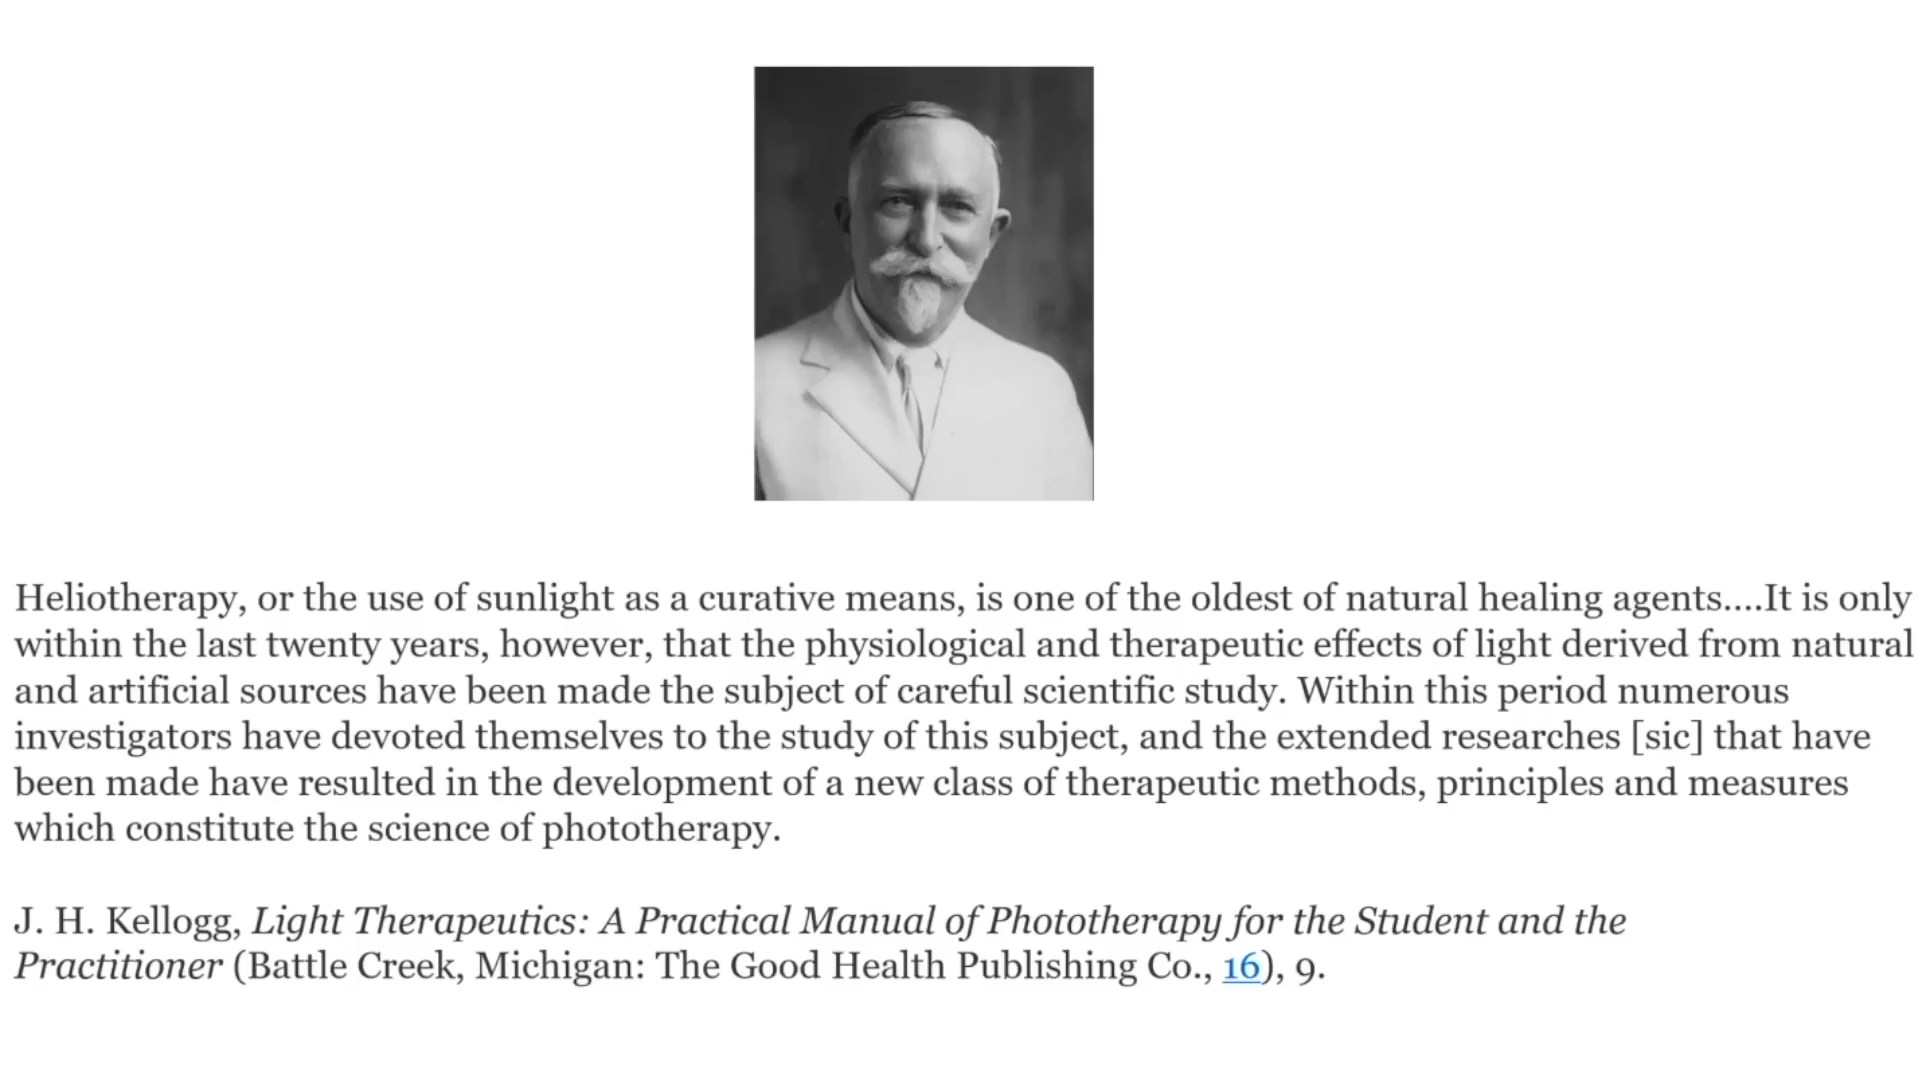 Heliotherapy, or the use of sunlight as a curative means, is one of the oldest of natural healing agents....It is only
within the last twenty years, however, that the physiological and therapeutic effects of light derived from natural
and artificial sources have been made the subject of careful scientific study. Within this period numerous
investigators have devoted themselves to the study of this subject, and the extended researches [sic] that have
been made have resulted in the development of a new class of therapeutic methods, principles and measures
which constitute the science of phototherapy.
J. H. Kellogg, Light Therapeutics: A Practical Manual of Phototherapy for the Student and the
Practitioner (Battle Creek, Michigan: The Good Health Publishing Co., 16), 9.